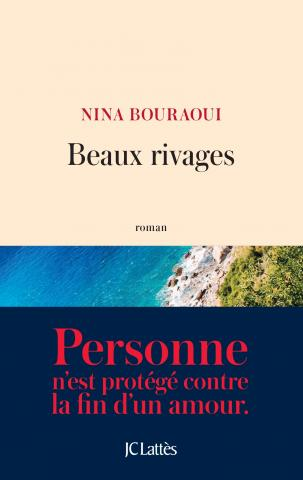 NINA BOURAOUI
Beaux rivages
roman
Personne
n'est protégé contre
la fin d'un amour.
JC Lattès